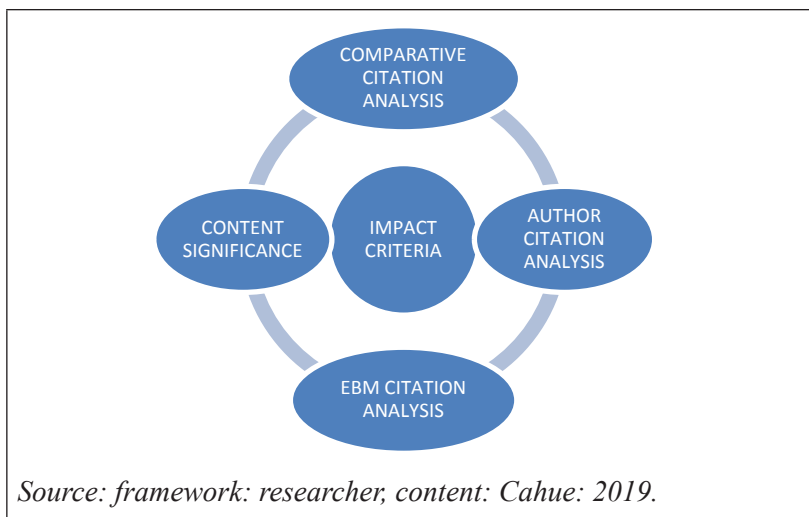 COMPARATIVE
CITATION
ANALYSIS
CONTENT
SIGNIFICANCE
IMPACT
CRITERIA
AUTHOR
CITATION
ANALYSIS
EBM CITATION
ANALYSIS
Source: framework: researcher, content: Cahue: 2019.